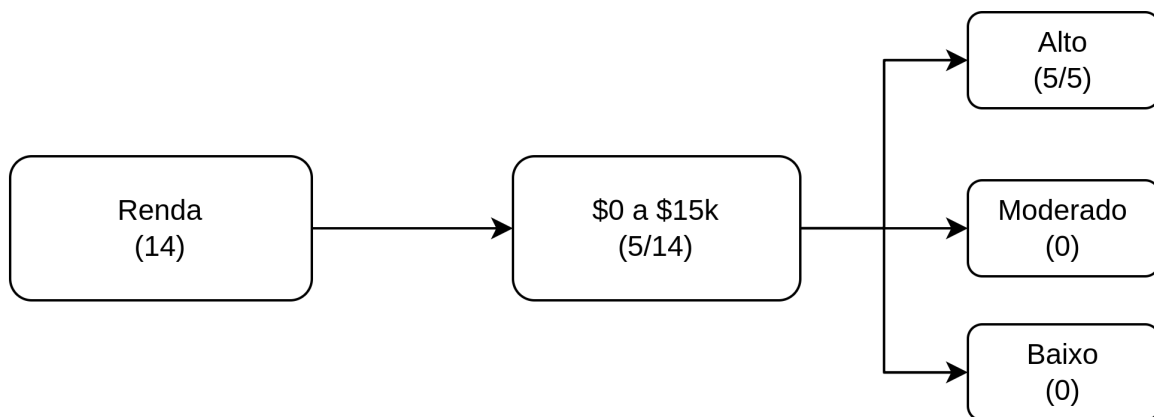 Renda
(14)
$0 a $15k
(5/14)
Alto
(5/5)
Moderado
(0)
Baixo
(0)